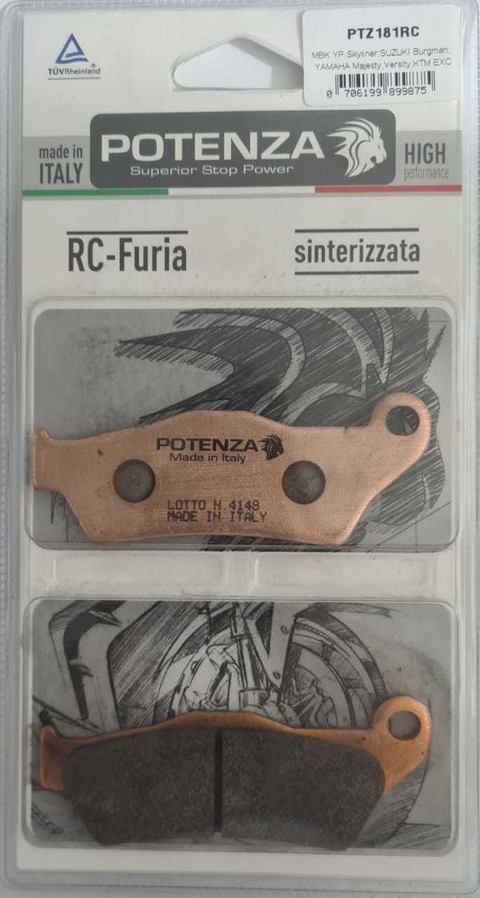 PTZ181RC
MBK YP Skyliner;SUZUKI Burgman;
YAMAHA Majesty;Versity;KTM EXC
0 706199 899875
TÜVRheinland
made in
ITALY
POTENZA
Superior Stop Power
HIGH
performance
RC-Furia
sinterizzata
POTENZA
Made in Italy
LOTTO N 4148
MADE IN ITALY